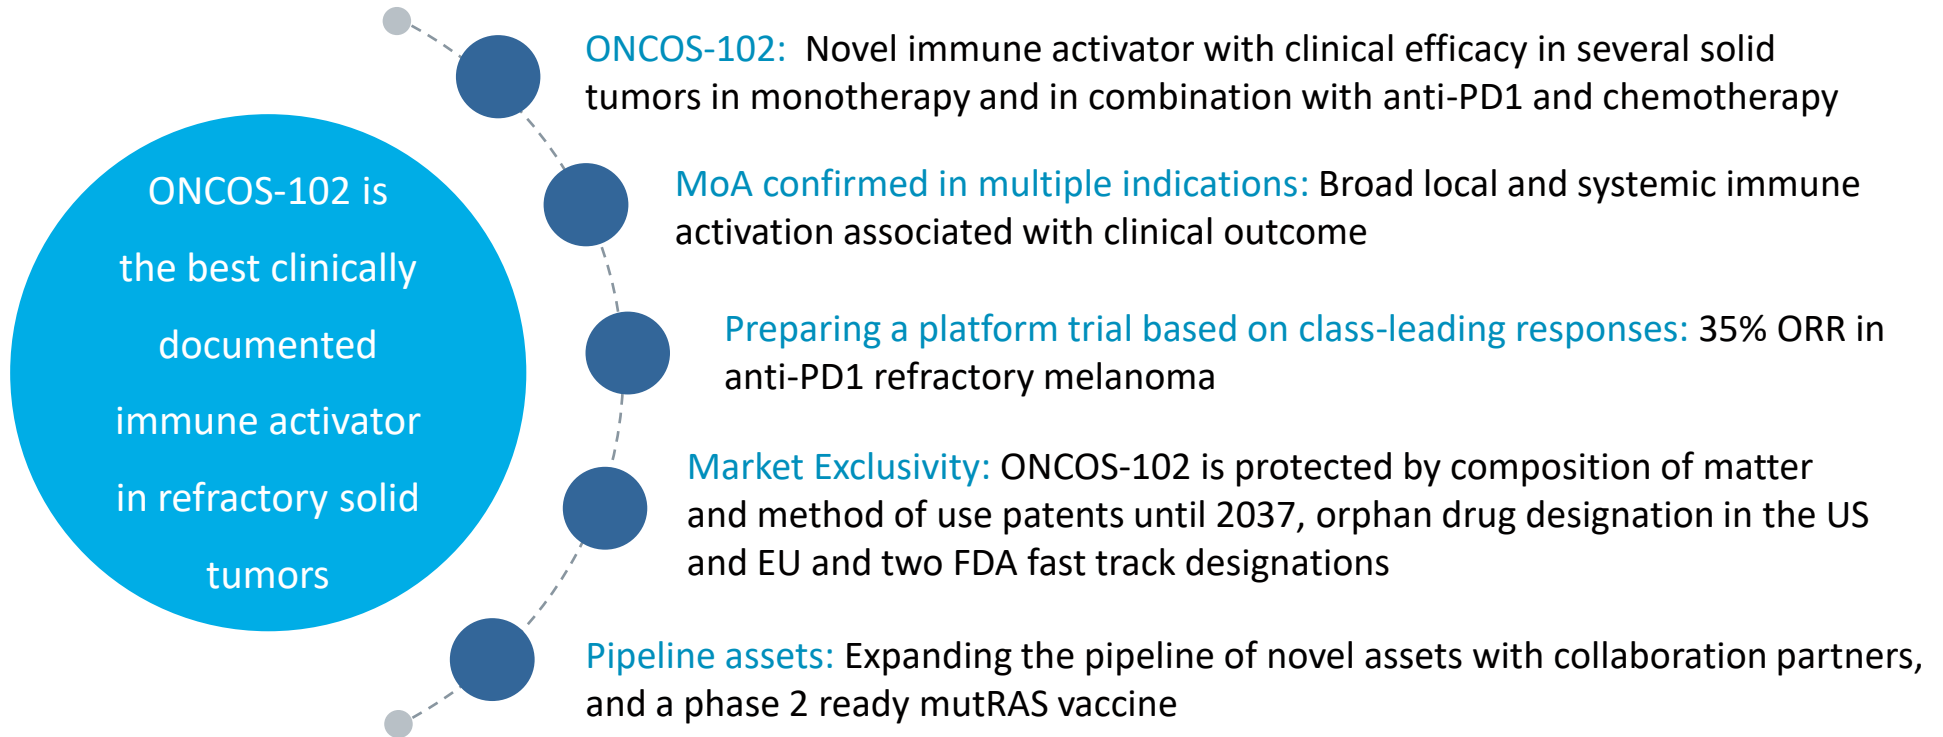 ONCOS-102 is
the best clinically
documented
immune activator
in refractory solid
tumors
ONCOS-102: Novel immune activator with clinical efficacy in several solid
tumors in monotherapy and in combination with anti-PD1 and chemotherapy
MoA confirmed in multiple indications: Broad local and systemic immune
activation associated with clinical outcome
Preparing a platform trial based on class-leading responses: 35% ORR in
anti-PD1 refractory melanoma
Market Exclusivity: ONCOS-102 is protected by composition of matter
and method of use patents until 2037, orphan drug designation in the US
and EU and two FDA fast track designations
Pipeline assets: Expanding the pipeline of novel assets with collaboration partners,
and a phase 2 ready mutRAS vaccine